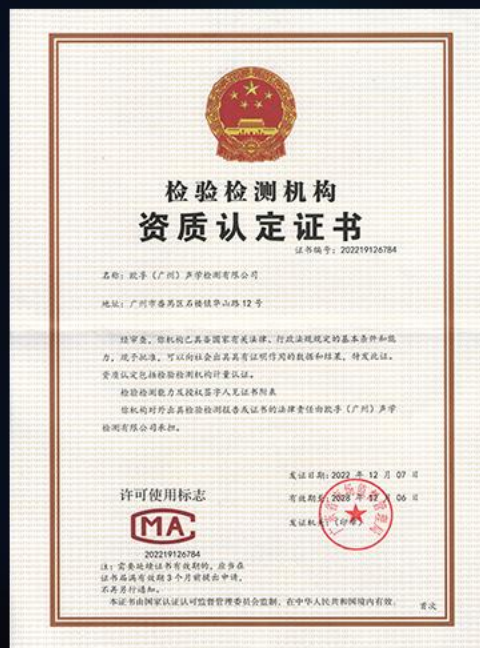 检验检测机构
资质认定证书
证书编号：202219126784
名称：欧孚（广州）声学检测有限公司
地址：广州市番禺区石楼镇华山路12号
经审查，你机构已具备国家有关法律、行政法规规定的基本条件和能
力，现予批准，可以向社会出具具有证明作用的数据和结果，特发此证。
资质认定包括检验检测机构计量认证。
检验检测能力及授权签字人见证书附表
你机构对外出具检验检测报告或证书的法律责任由欧孚（广州）声学
检测有限公司承担。
许可使用标志
MA
202219126784
发证日期：2022 年 12 月 07 日
有效期至：2028 年 12 月 06 日
发证机关：（印章）
注：需要延续证书有效期的，应当在
证书届满有效期3个月前提出申请，
不再另行通知。
本证书由国家认证认可监督管理委员会监制，在中华人民共和国境内有效。
首次